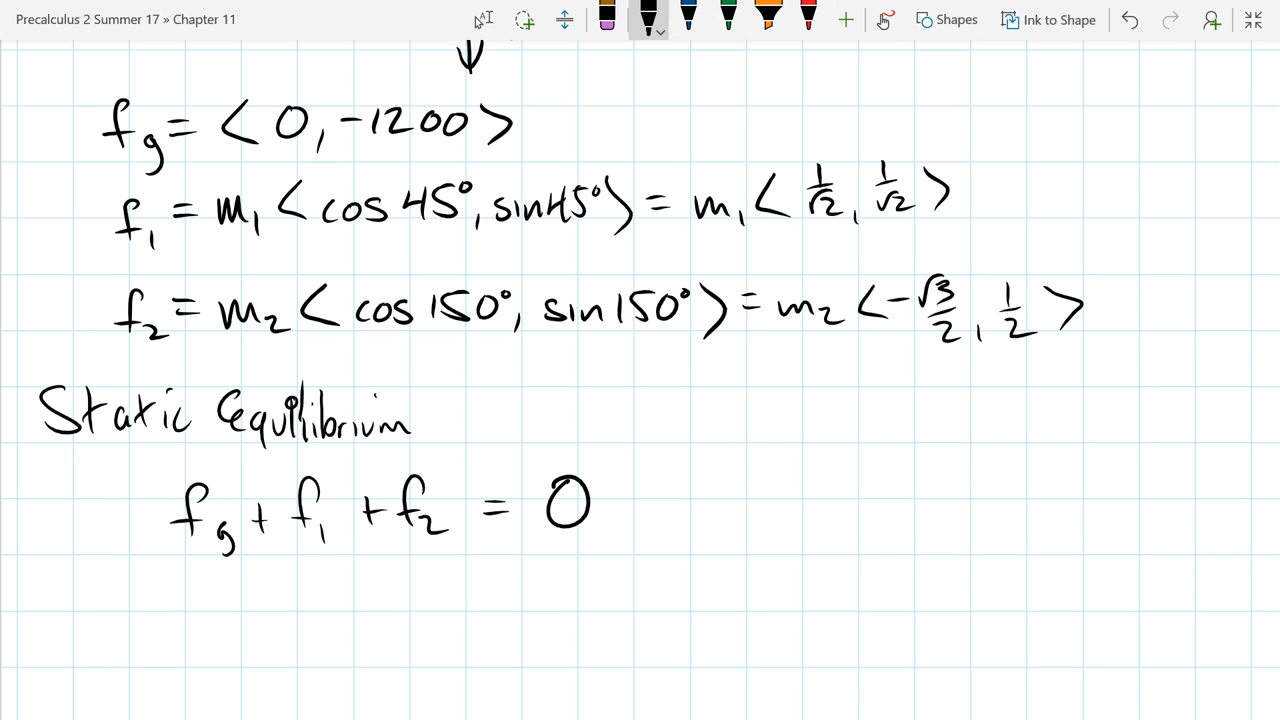 Precalculus 2 Summer 17 » Chapter 11
Shapes
Ink to Shape
f_g = < 0, -1200 >
f_1 = m_1 < cos 45°, sin 45° > = m_1 < 1/√2, 1/√2 >
f_2 = m_2 < cos 150°, sin 150° > = m_2 < -√3/2, 1/2 >
Static Equilibrium
f_g + f_1 + f_2 = 0